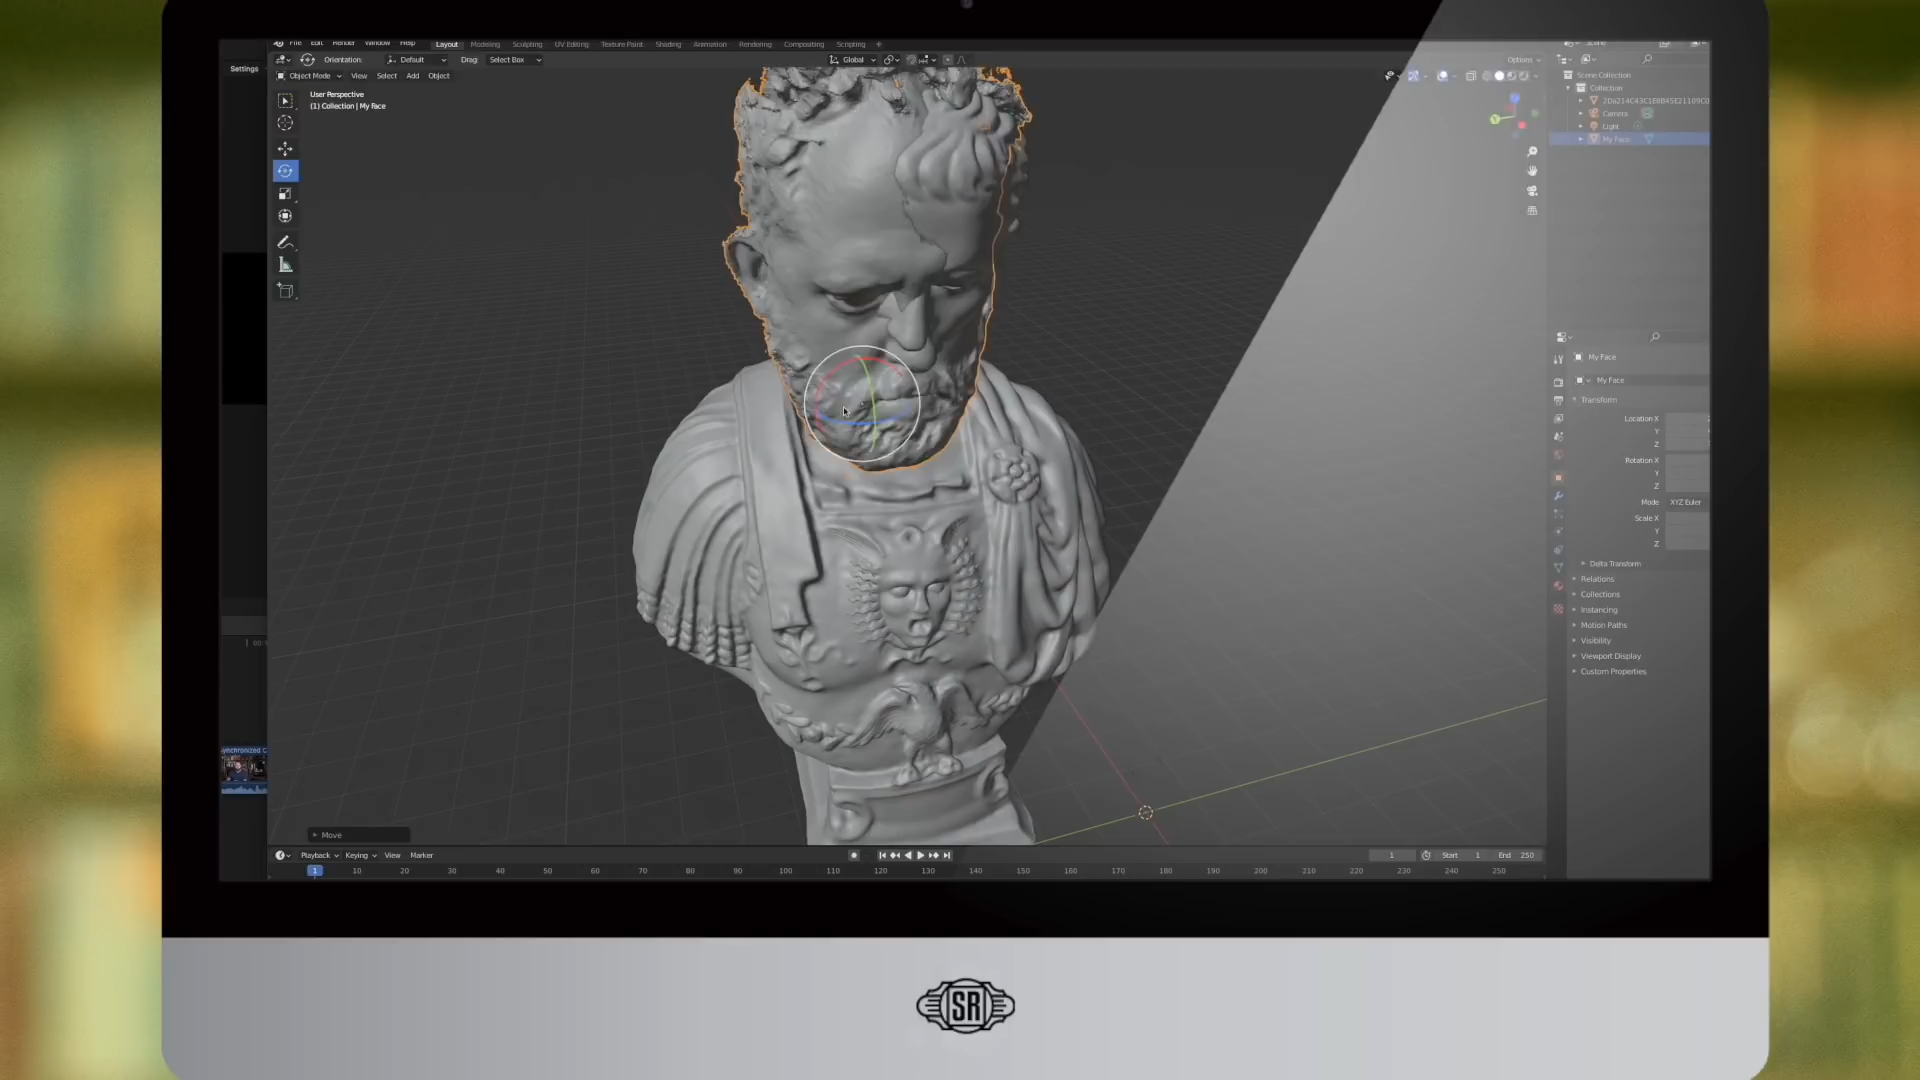 File Edit Render Window Help Layout Modeling Sculpting UV Editing Texture Paint Shading Animation Rendering Compositing Scripting + Scene
Settings
Orientation: Default Drag: Select Box Global Options
Object Mode View Select Add Object
Scene Collection
User Perspective
(1) Collection | My Face
Collection
Camera
Light
My Face
My Face
My Face
Transform
Location X
Y
Z
Rotation X
Y
Z
Mode XYZ Euler
Scale X
Y
Z
Delta Transform
Relations
Collections
Instancing
Motion Paths
Visibility
Viewport Display
Custom Properties
Move
Playback Keying View Marker 1 Start 1 End 250
1 10 20 30 40 50 60 70 80 90 100 110 120 130 140 150 160 170 180 190 200 210 220 230 240 250
SR